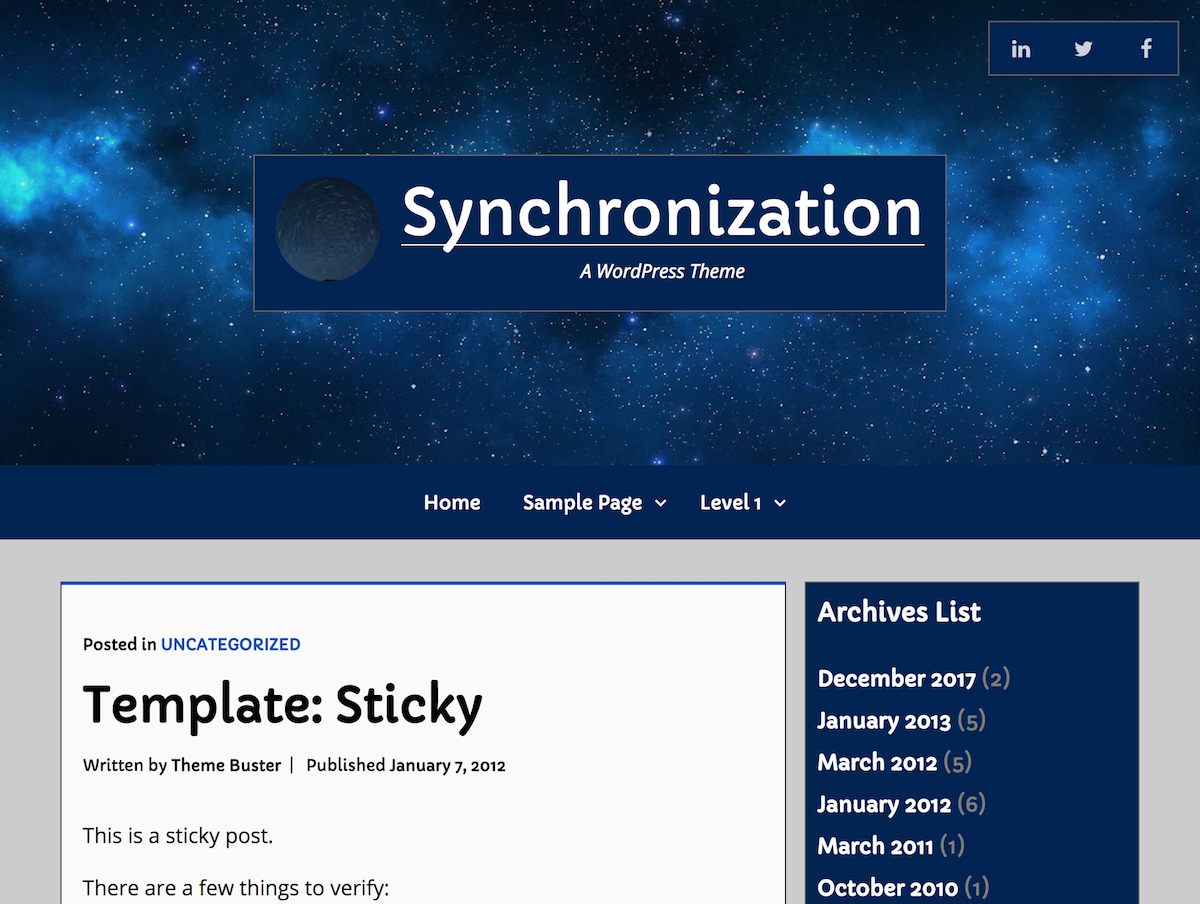 Synchronization
A WordPress Theme
Home Sample Page Level 1
Posted in UNCATEGORIZED
Template: Sticky
Written by Theme Buster | Published January 7, 2012
This is a sticky post.
There are a few things to verify:
Archives List
December 2017 (2)
January 2013 (5)
March 2012 (5)
January 2012 (6)
March 2011 (1)
October 2010 (1)